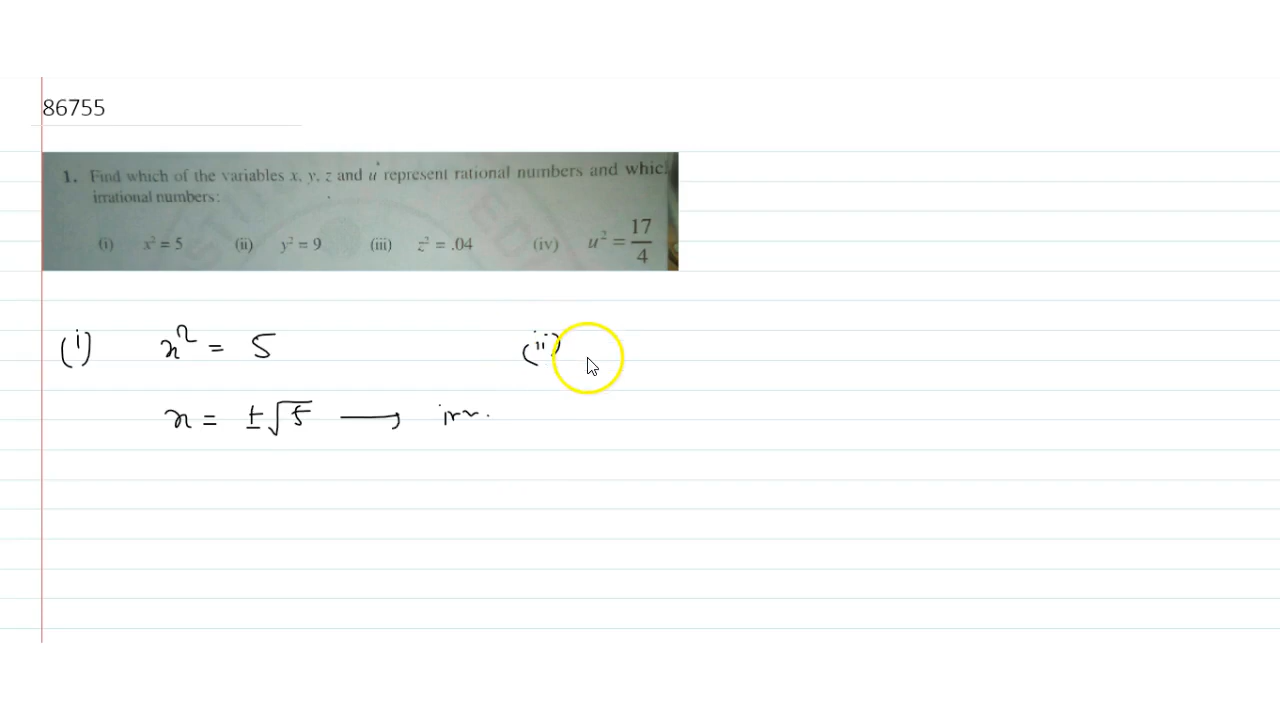 86755
1. Find which of the variables x, y, z and u represent rational numbers and whic
irrational numbers:
(i) x² = 5 (ii) y² = 9 (iii) z² = .04 (iv) u² = 17/4
(i) x² = 5 (ii)
x = ±√5 → irr.